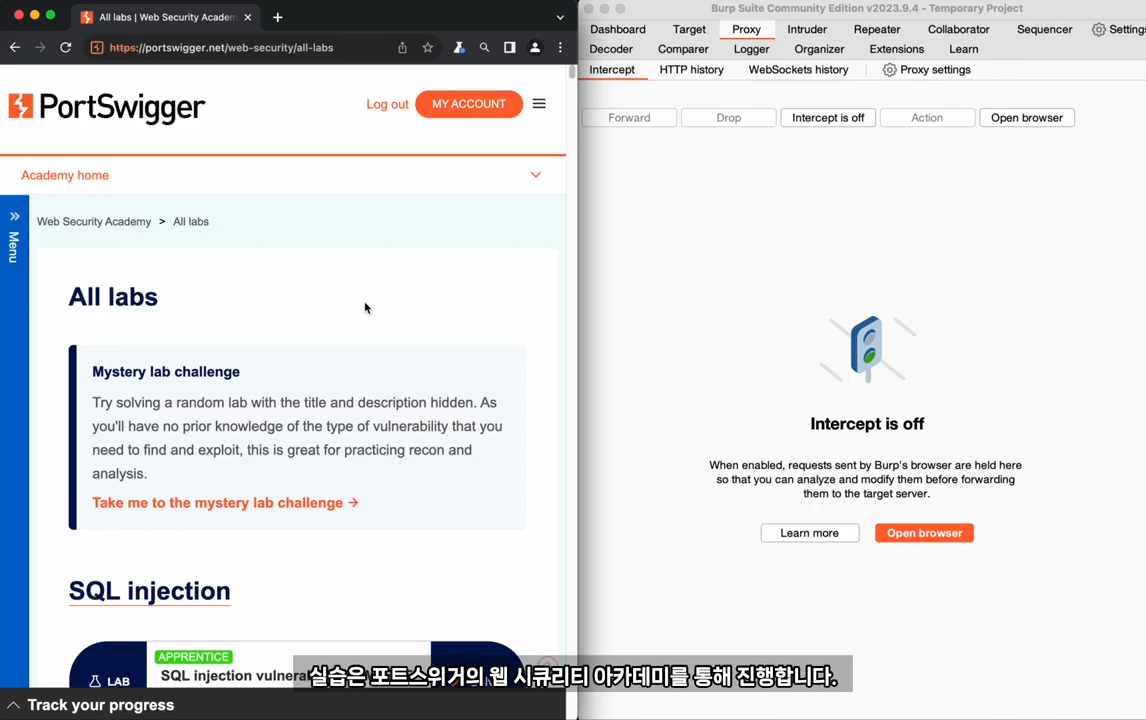 All labs | Web Security Academ
https://portswigger.net/web-security/all-labs
PortSwigger
Log out
MY ACCOUNT
Academy home
Menu
Web Security Academy > All labs
All labs
Mystery lab challenge
Try solving a random lab with the title and description hidden. As
you'll have no prior knowledge of the type of vulnerability that you
need to find and exploit, this is great for practicing recon and
analysis.
Take me to the mystery lab challenge →
SQL injection
APPRENTICE
LAB
SQL injection vulnera
Track your progress
Burp Suite Community Edition v2023.9.4 - Temporary Project
Dashboard Target Proxy Intruder Repeater Collaborator Sequencer Settings
Decoder Comparer Logger Organizer Extensions Learn
Intercept HTTP history WebSockets history Proxy settings
Forward Drop Intercept is off Action Open browser
Intercept is off
When enabled, requests sent by Burp's browser are held here
so that you can analyze and modify them before forwarding
them to the target server.
Learn more Open browser
실습은 포트스위거의 웹 시큐리티 아카데미를 통해 진행합니다.